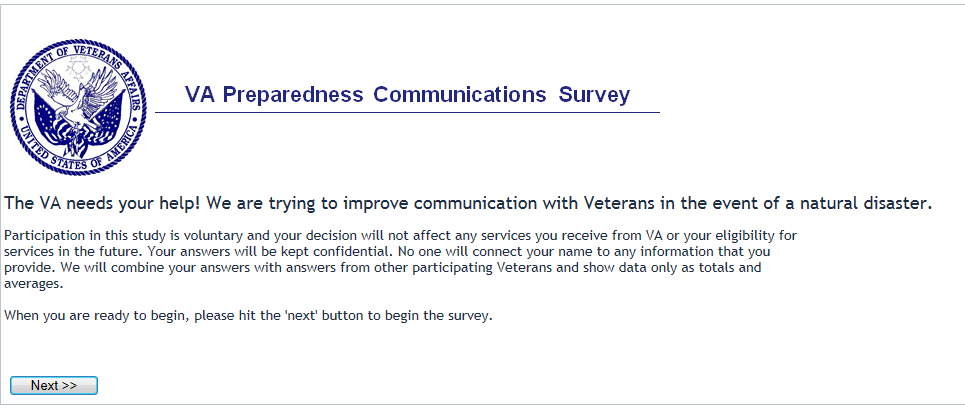 DEPARTMENT OF VETERANS AFFAIRS
UNITED STATES OF AMERICA
VA Preparedness Communications Survey
The VA needs your help! We are trying to improve communication with Veterans in the event of a natural disaster.
Participation in this study is voluntary and your decision will not affect any services you receive from VA or your eligibility for
services in the future. Your answers will be kept confidential. No one will connect your name to any information that you
provide. We will combine your answers with answers from other participating Veterans and show data only as totals and
averages.
When you are ready to begin, please hit the 'next' button to begin the survey.
Next >>